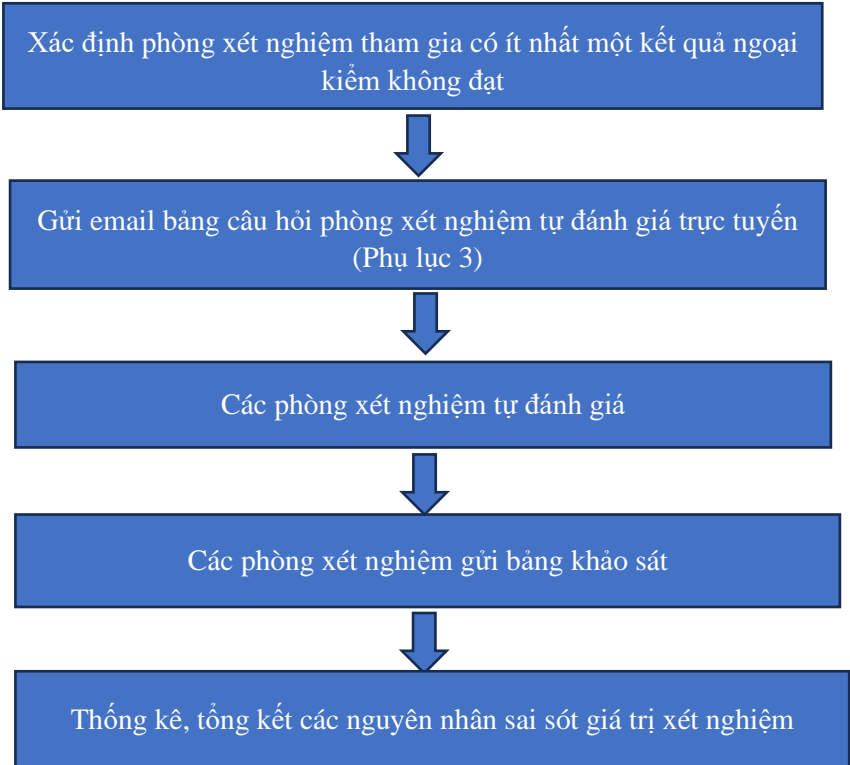 Xác định phòng xét nghiệm tham gia có ít nhất một kết quả ngoại
kiểm không đạt
Gửi email bảng câu hỏi phòng xét nghiệm tự đánh giá trực tuyến
(Phụ lục 3)
Các phòng xét nghiệm tự đánh giá
Các phòng xét nghiệm gửi bảng khảo sát
Thống kê, tổng kết các nguyên nhân sai sót giá trị xét nghiệm